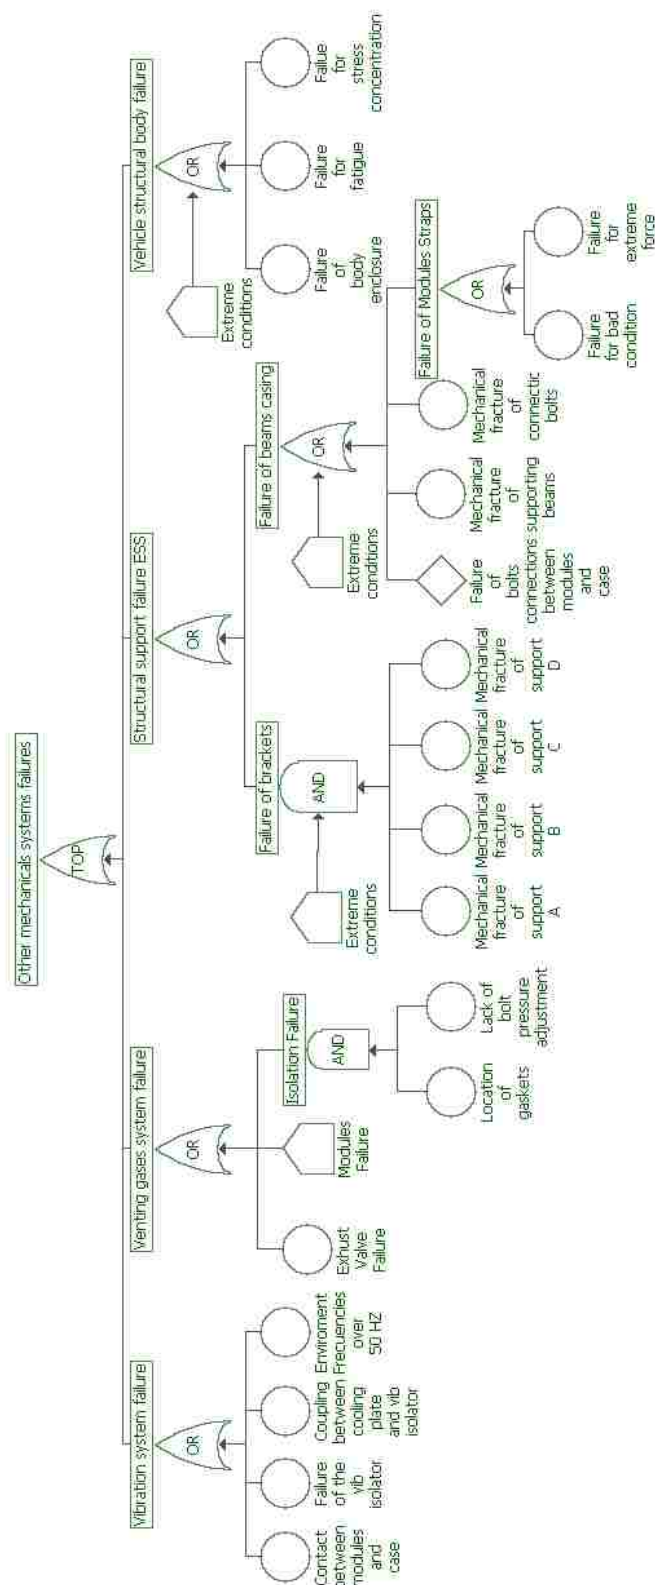 Other mechanicals systems failures
TOP
Vibration system failure
OR
Contact
between
modules
and
case
Failure
of the
vib
isolator
Coupling
between
cooling
plate
and vib
isolator
Enviroment
Frecuencies
over
50 HZ
Venting gases system failure
OR
Exhust
Valve
Failure
Modules
Failure
Isolation Failure
AND
Location
of
gaskets
Lack of
bolt
pressure
adjustment
Structural support failure ESS
OR
Failure of brackets
AND
Extreme
conditions
Mechanical
fracture
of
support
A
Mechanical
fracture
of
support
B
Mechanical
fracture
of
support
C
Mechanical
fracture
of
support
D
Failure of beams casing
OR
Extreme
conditions
Failure
of
bolts
connections
between
modules
and
case
Mechanical
fracture
of
supporting
beams
Mechanical
fracture
of
connectic
bolts
Failure of Modules Straps
OR
Failure
for bad
condition
Failure
for
extreme
force
Vehicle structural body failure
OR
Extreme
conditions
Failure
of
body
enclosure
Failure
for
fatigue
Failue
for
stress
concentration